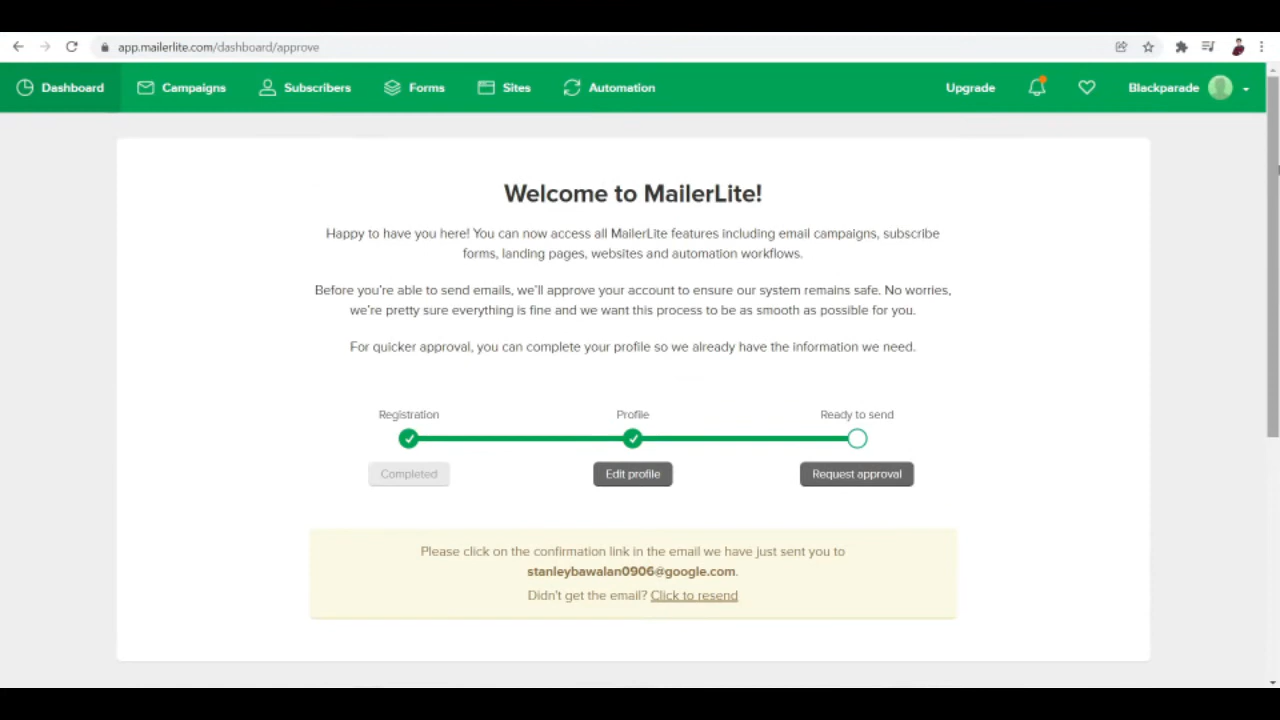 app.mailerlite.com/dashboard/approve
Dashboard Campaigns Subscribers Forms Sites Automation Upgrade Blackparade
Welcome to MailerLite!
Happy to have you here! You can now access all MailerLite features including email campaigns, subscribe
forms, landing pages, websites and automation workflows.
Before you're able to send emails, we'll approve your account to ensure our system remains safe. No worries,
we're pretty sure everything is fine and we want this process to be as smooth as possible for you.
For quicker approval, you can complete your profile so we already have the information we need.
Registration Profile Ready to send
Completed Edit profile Request approval
Please click on the confirmation link in the email we have just sent you to
stanleybawalan0906@google.com.
Didn't get the email? Click to resend